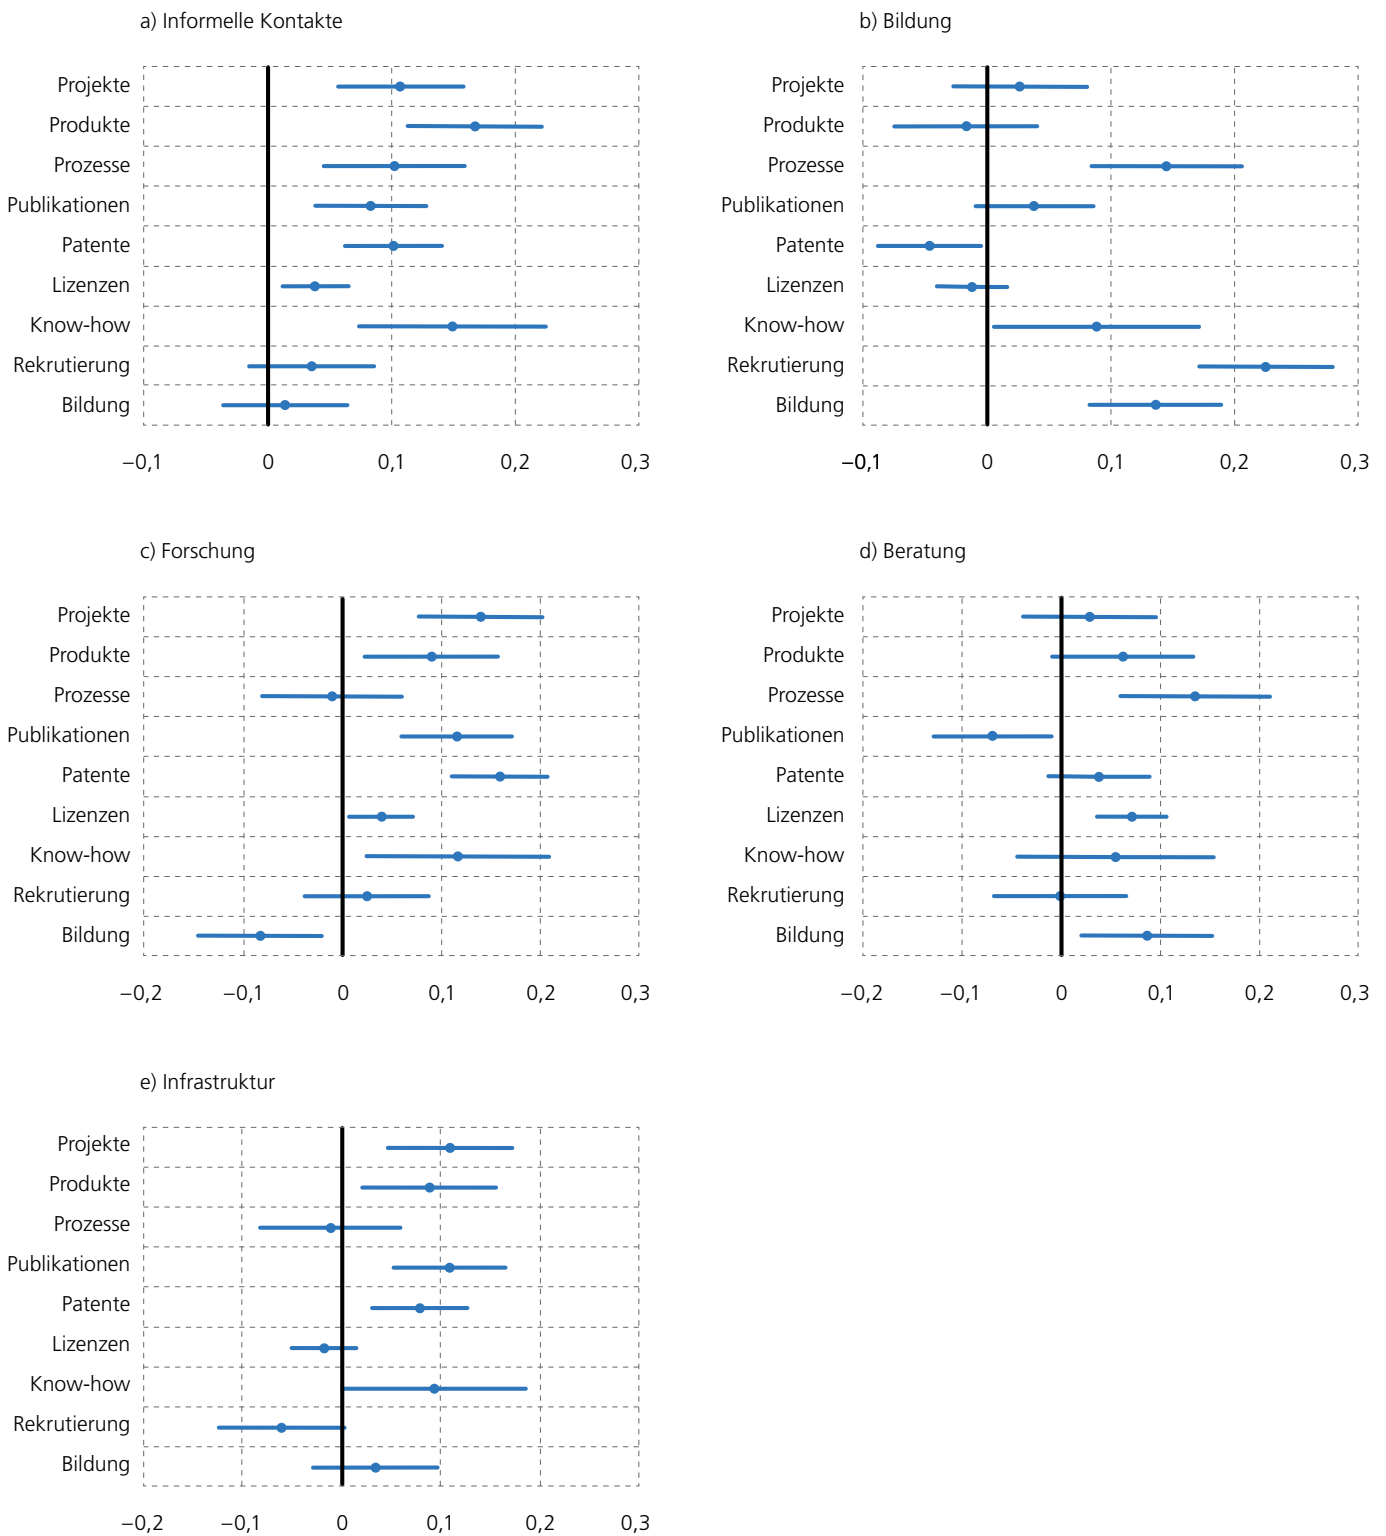 a) Informelle Kontakte
Projekte
Produkte
Prozesse
Publikationen
Patente
Lizenzen
Know-how
Rekrutierung
Bildung
−0,1 0 0,1 0,2 0,3
b) Bildung
Projekte
Produkte
Prozesse
Publikationen
Patente
Lizenzen
Know-how
Rekrutierung
Bildung
−0,1 0 0,1 0,2 0,3
c) Forschung
Projekte
Produkte
Prozesse
Publikationen
Patente
Lizenzen
Know-how
Rekrutierung
Bildung
−0,2 −0,1 0 0,1 0,2 0,3
d) Beratung
Projekte
Produkte
Prozesse
Publikationen
Patente
Lizenzen
Know-how
Rekrutierung
Bildung
−0,2 −0,1 0 0,1 0,2 0,3
e) Infrastruktur
Projekte
Produkte
Prozesse
Publikationen
Patente
Lizenzen
Know-how
Rekrutierung
Bildung
−0,2 −0,1 0 0,1 0,2 0,3